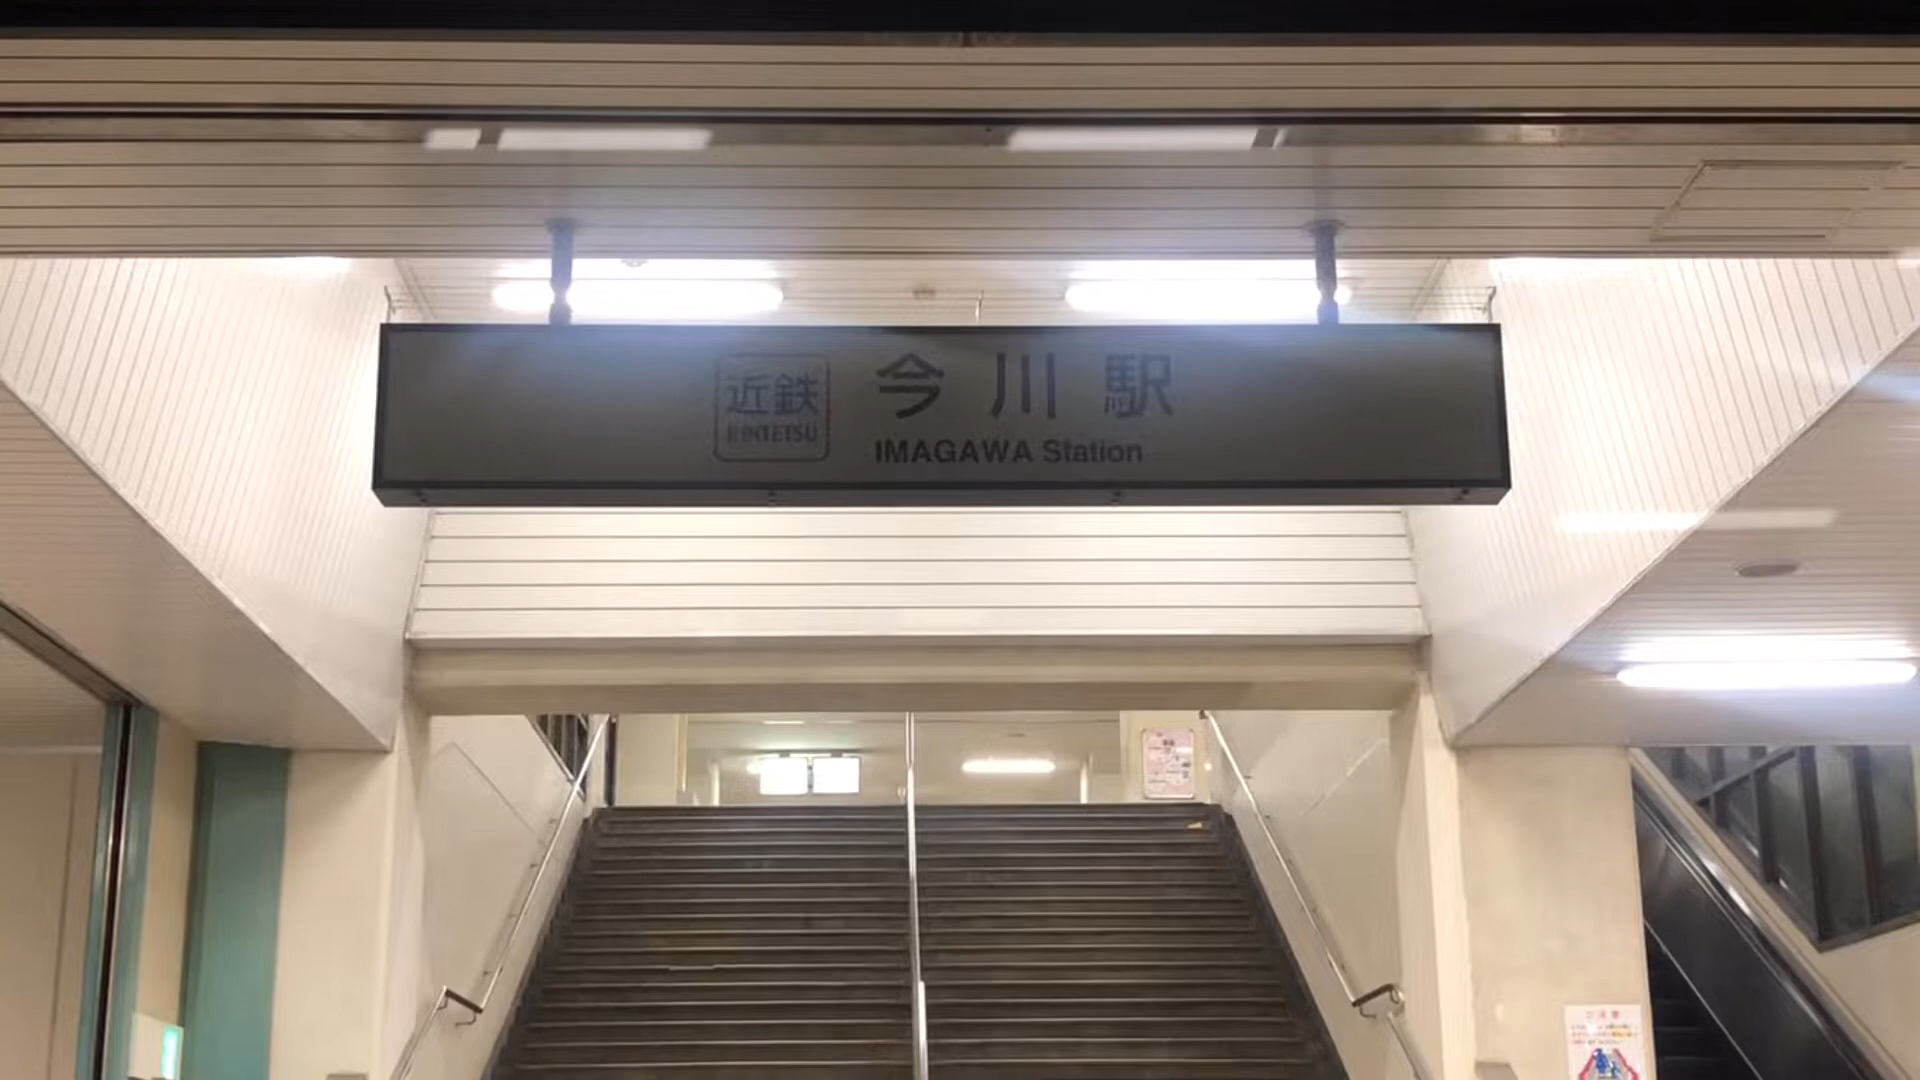 近鉄
KINTETSU
今川駅
IMAGAWA Station